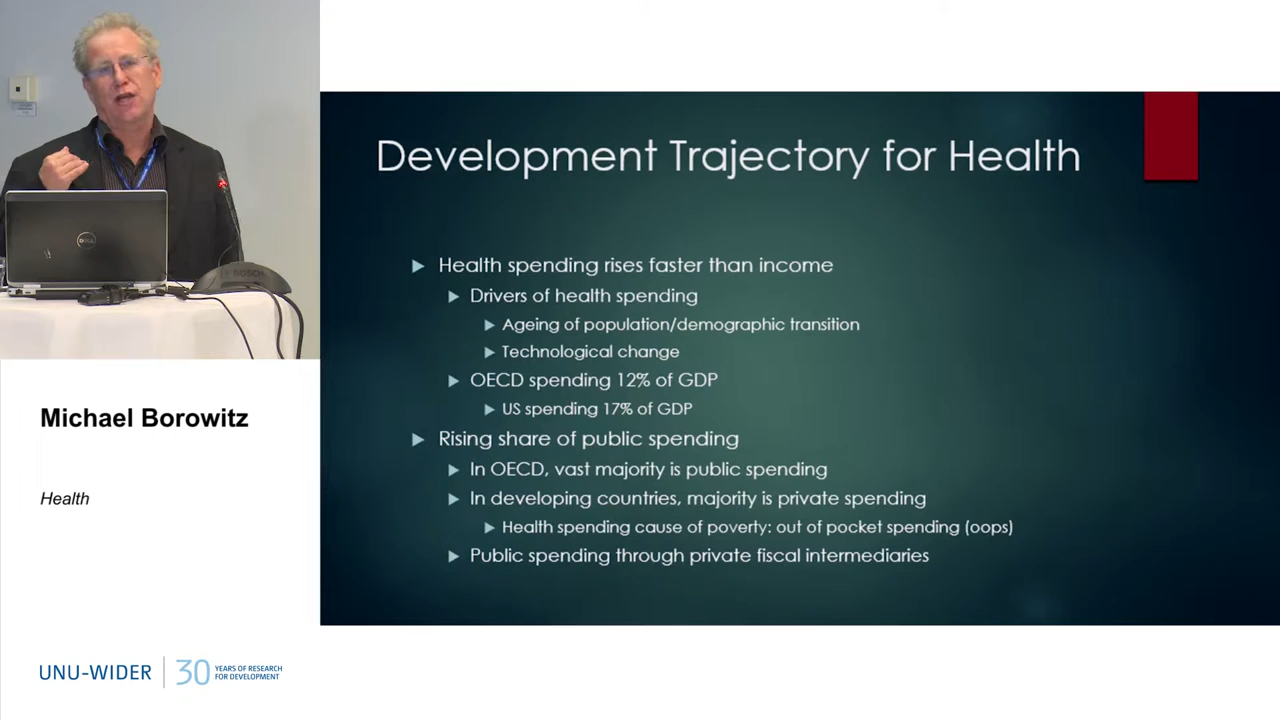 Development Trajectory for Health
Health spending rises faster than income
Drivers of health spending
Ageing of population/demographic transition
Technological change
OECD spending 12% of GDP
US spending 17% of GDP
Rising share of public spending
In OECD, vast majority is public spending
In developing countries, majority is private spending
Health spending cause of poverty: out of pocket spending (oops)
Public spending through private fiscal intermediaries
DELL
BOSCH
Michael Borowitz
Health
UNU-WIDER
30 YEARS OF RESEARCH
FOR DEVELOPMENT